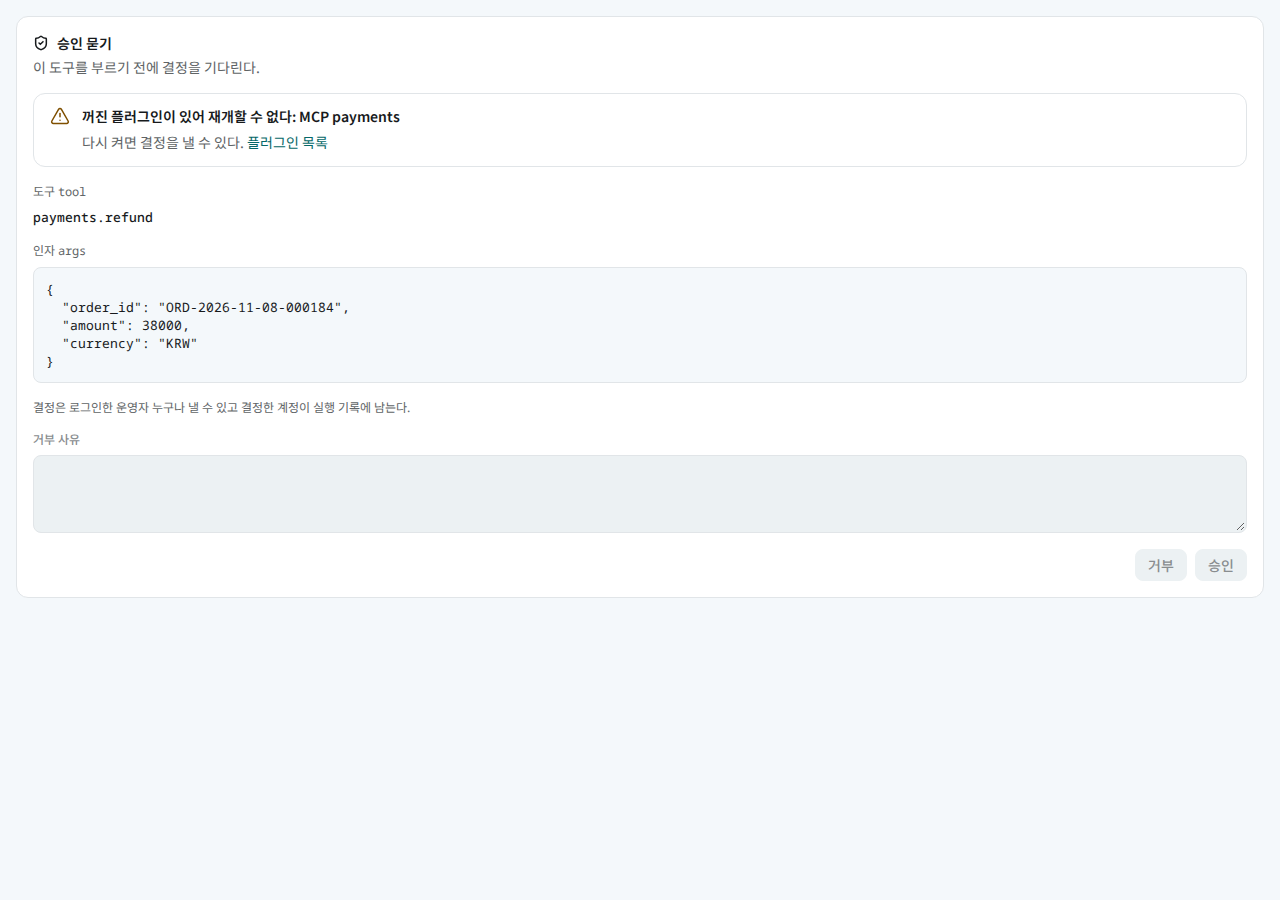 승인 묻기
이 도구를 부르기 전에 결정을 기다린다.
꺼진 플러그인이 있어 재개할 수 없다: MCP payments
다시 켜면 결정을 낼 수 있다. 플러그인 목록
도구 tool
payments.refund
인자 args
{
  "order_id": "ORD-2026-11-08-000184",
  "amount": 38000,
  "currency": "KRW"
}
결정은 로그인한 운영자 누구나 낼 수 있고 결정한 계정이 실행 기록에 남는다.
거부 사유
거부 승인